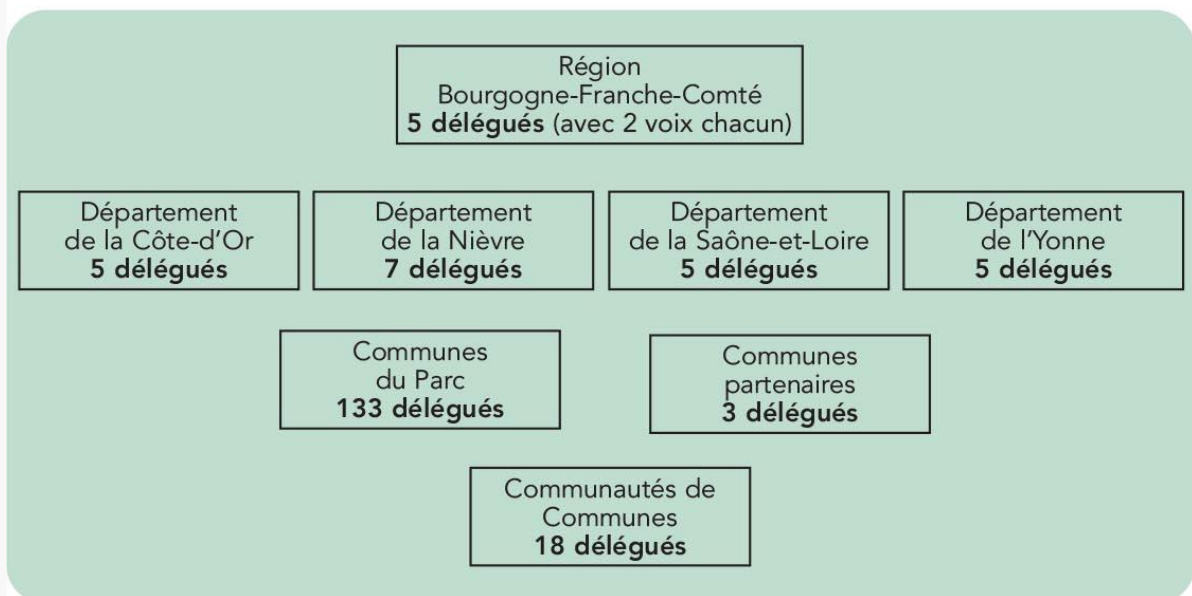 Région
Bourgogne-Franche-Comté
5 délégués (avec 2 voix chacun)
Département
de la Côte-d'Or
5 délégués
Département
de la Nièvre
7 délégués
Département
de la Saône-et-Loire
5 délégués
Département
de l'Yonne
5 délégués
Communes
du Parc
133 délégués
Communes
partenaires
3 délégués
Communautés de
Communes
18 délégués